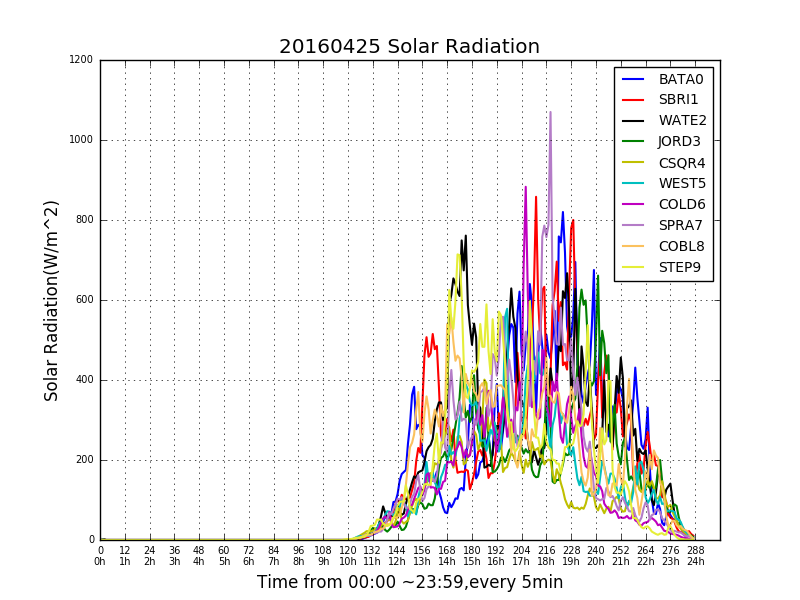 20160425 Solar Radiation
1200
1000
800
600
400
200
0
Solar Radiation(W/m^2)
BATA0
SBRI1
WATE2
JORD3
CSQR4
WEST5
COLD6
SPRA7
COBL8
STEP9
0 12 24 36 48 60 72 84 96 108 120 132 144 156 168 180 192 204 216 228 240 252 264 276 288
0h 1h 2h 3h 4h 5h 6h 7h 8h 9h 10h 11h 12h 13h 14h 15h 16h 17h 18h 19h 20h 21h 22h 23h 24h
Time from 00:00 ~23:59,every 5min